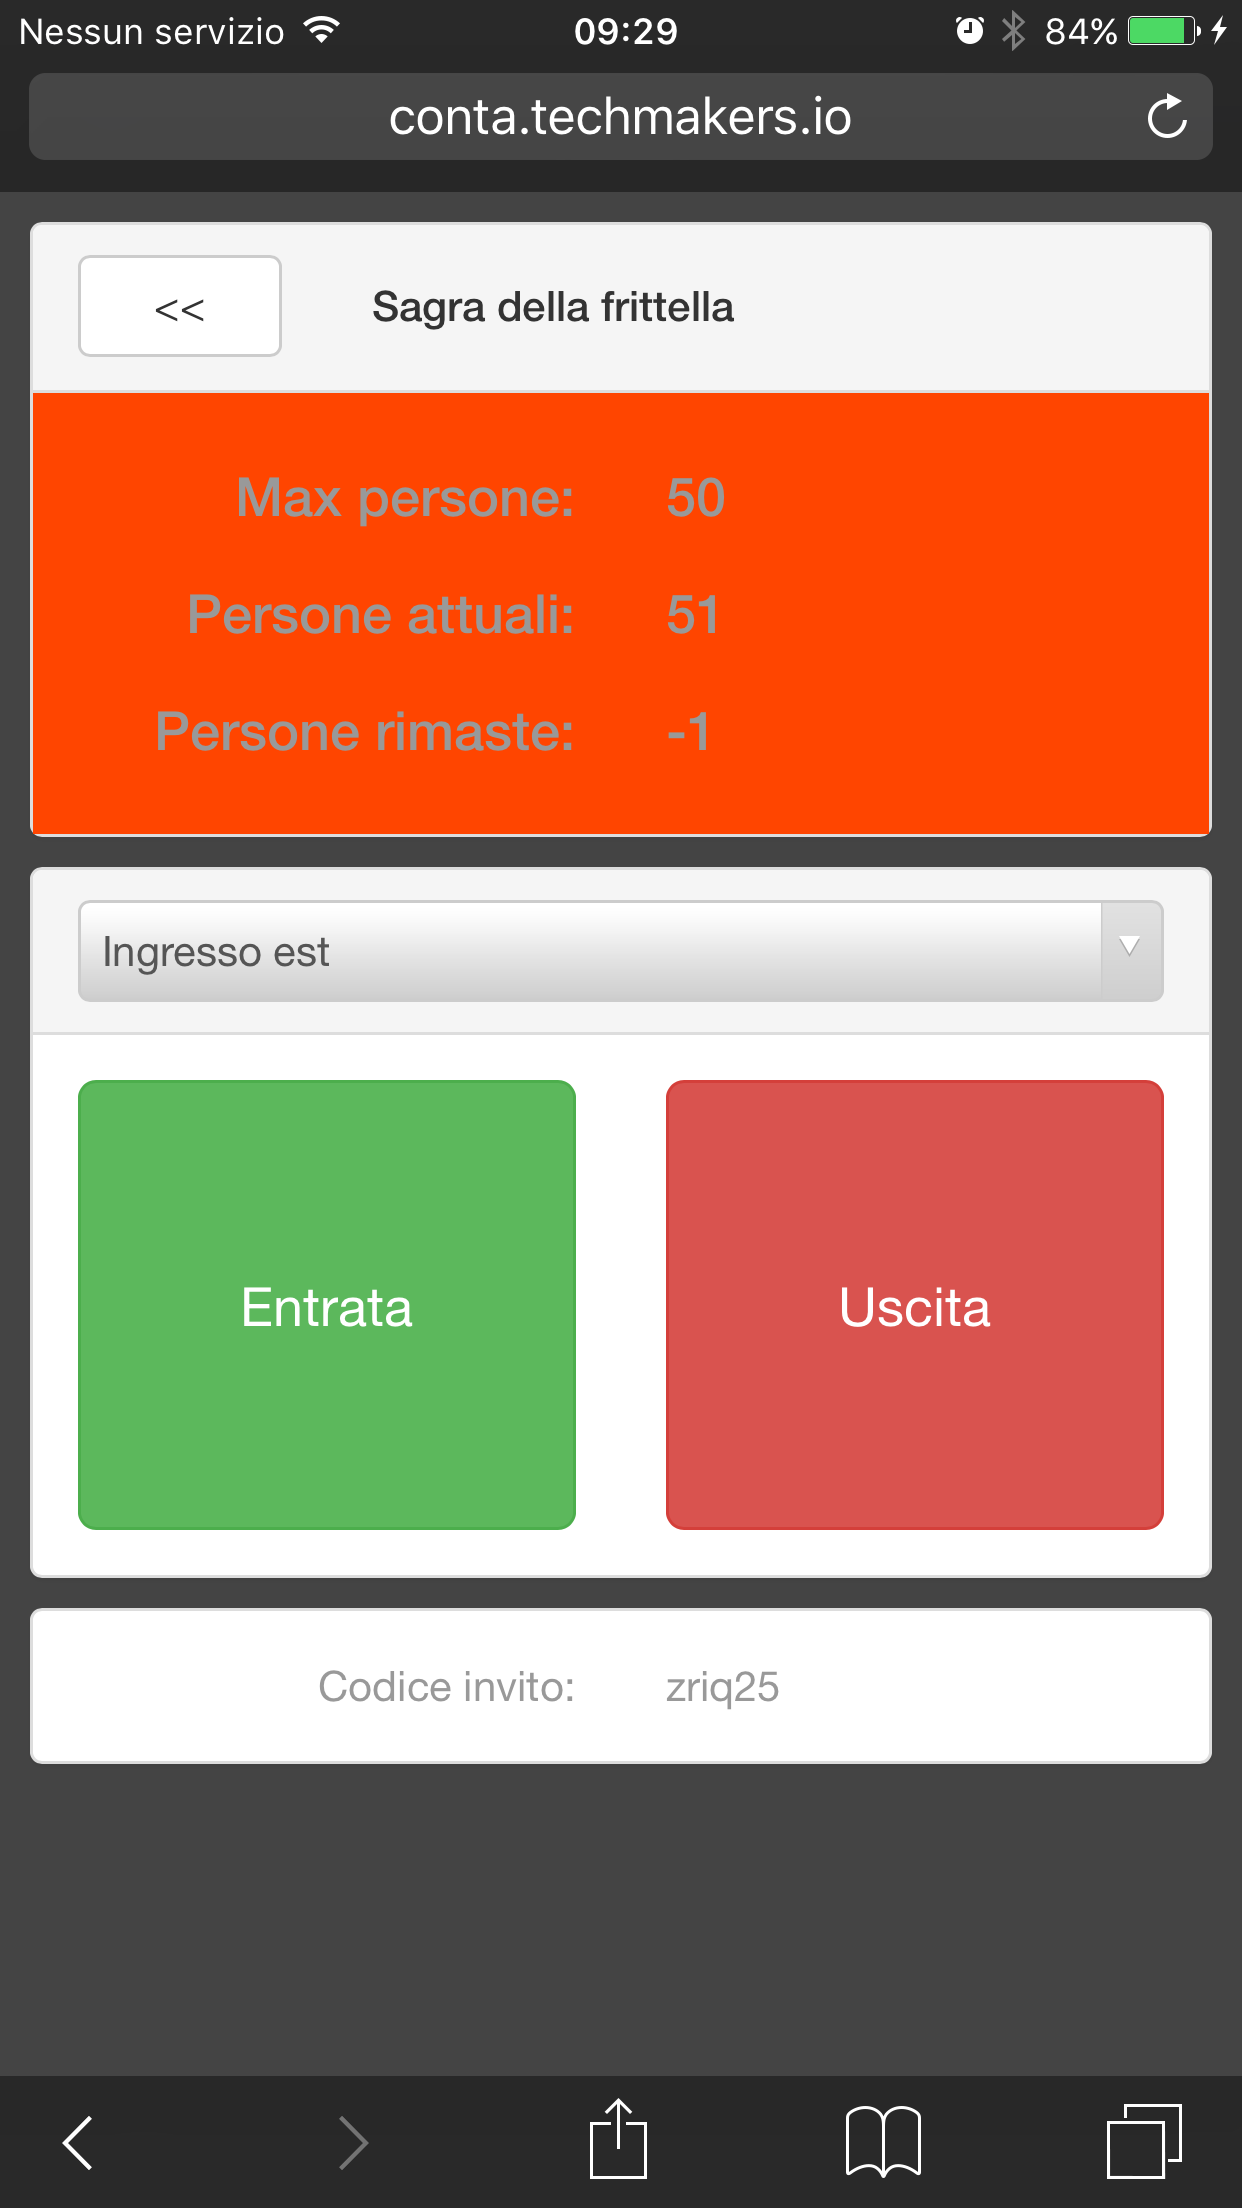 Nessun servizio 09:29 84%
conta.techmakers.io
<< Sagra della frittella
Max persone: 50
Persone attuali: 51
Persone rimaste: -1
Ingresso est
Entrata Uscita
Codice invito: zriq25